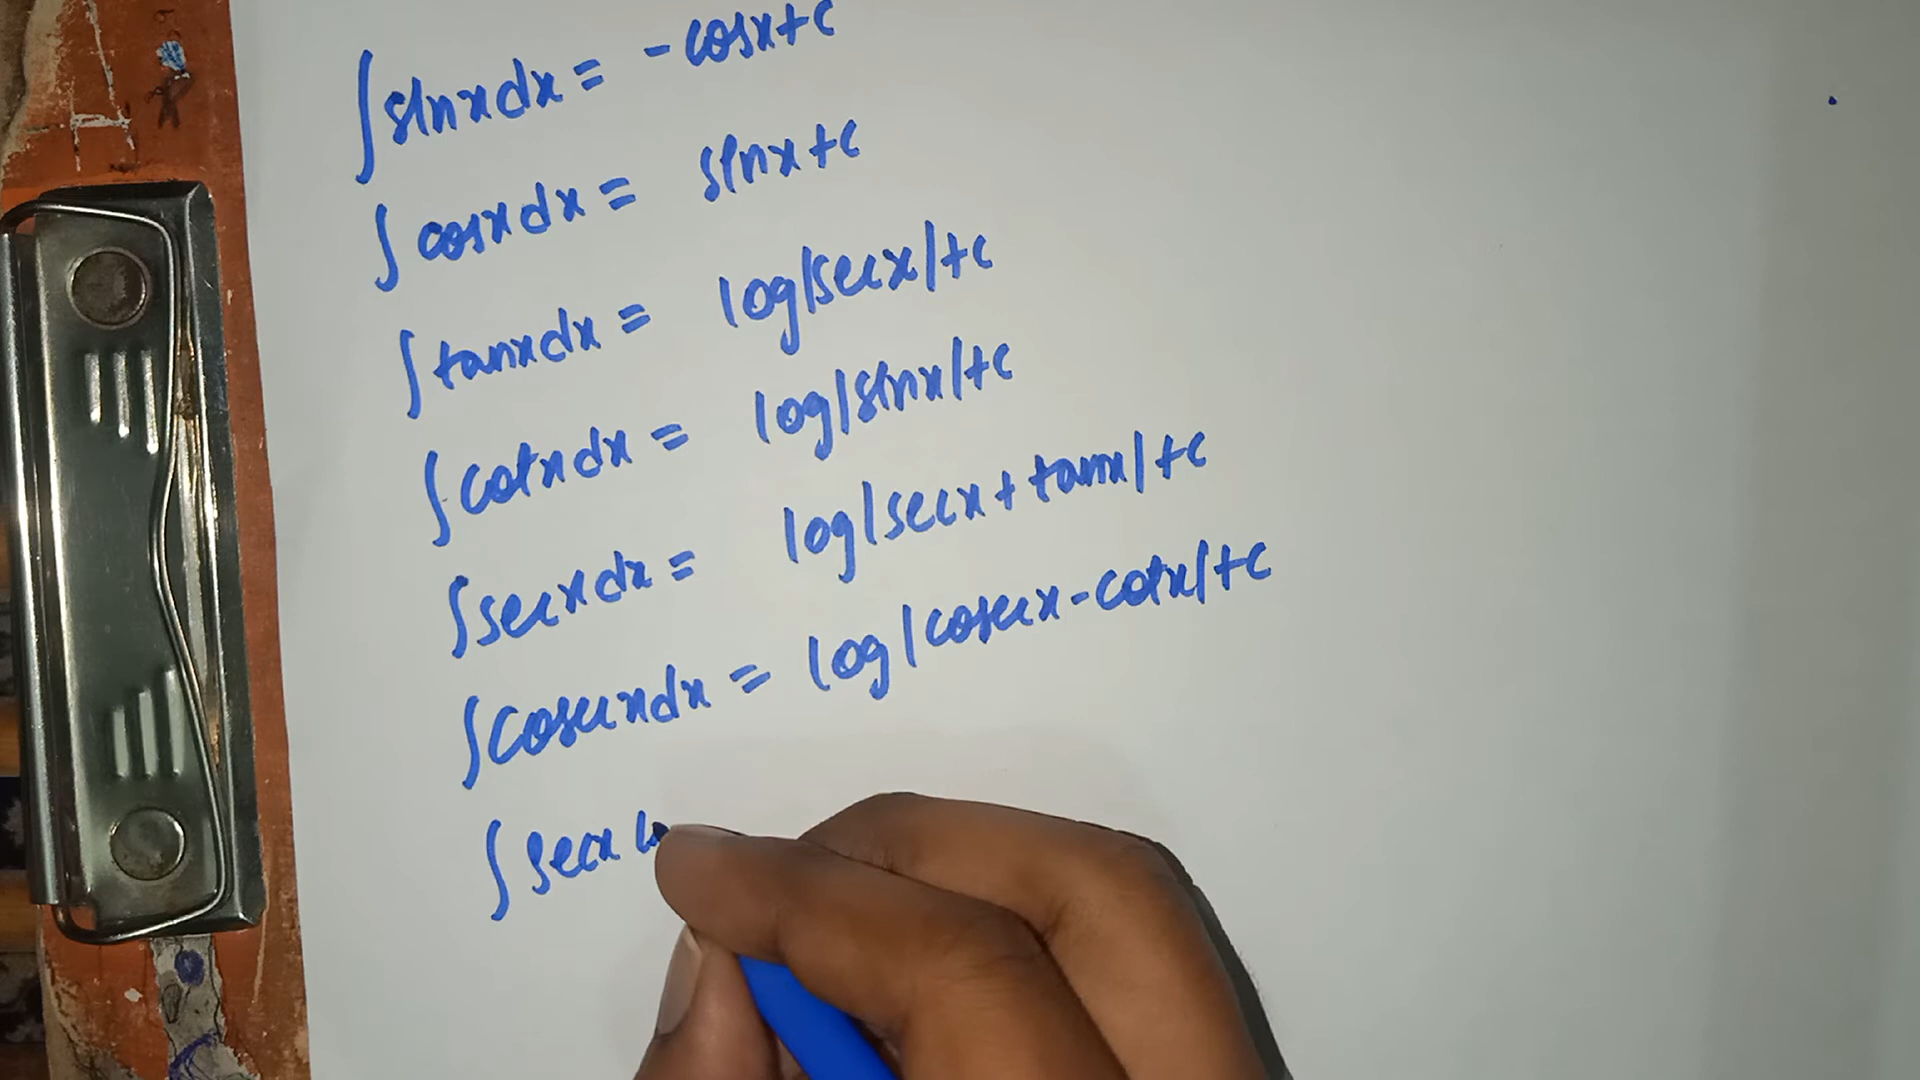 ∫sinxdx = -cosx+c
∫cosxdx = sinx+c
∫tanxdx = log|secx|+c
∫cotxdx = log|sinx|+c
∫secxdx = log|secx+tanx|+c
∫cosecxdx = log|cosecx-cotx|+c
∫secx